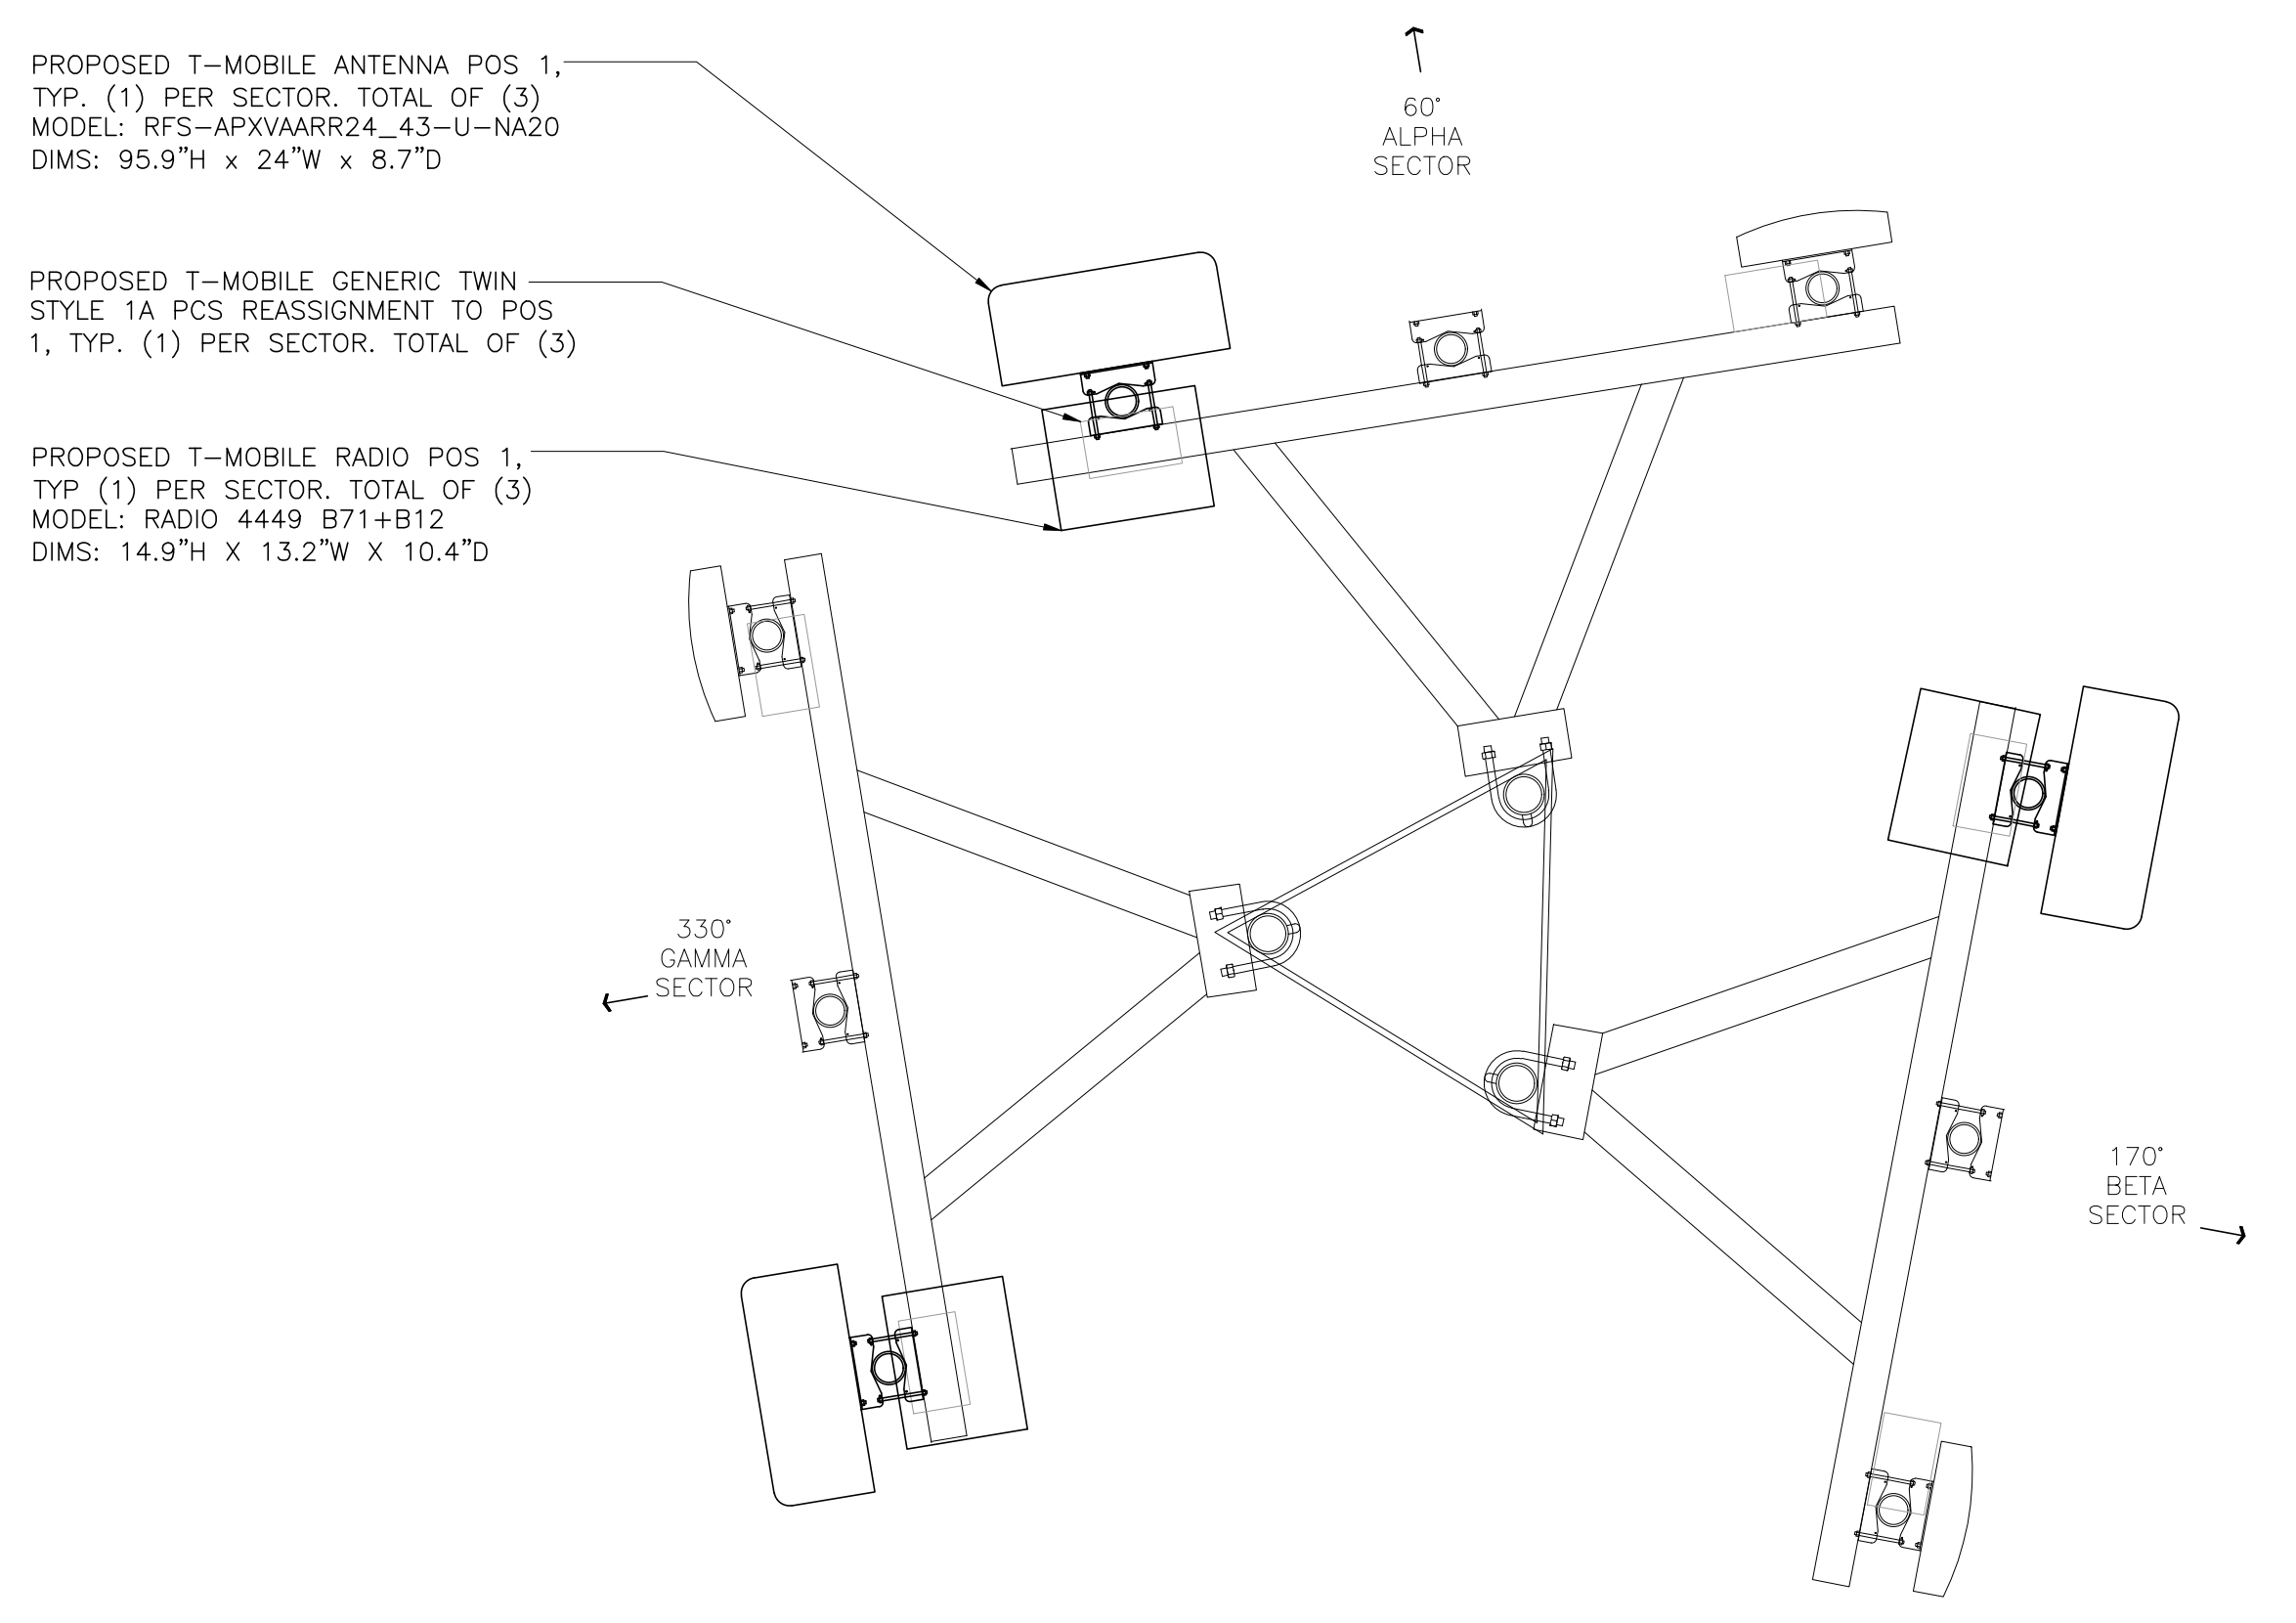 PROPOSED T-MOBILE ANTENNA POS 1,
TYP. (1) PER SECTOR. TOTAL OF (3)
MODEL: RFS-APXVAARR24_43-U-NA20
DIMS: 95.9"H x 24"W x 8.7"D
PROPOSED T-MOBILE GENERIC TWIN
STYLE 1A PCS REASSIGNMENT TO POS
1, TYP. (1) PER SECTOR. TOTAL OF (3)
PROPOSED T-MOBILE RADIO POS 1,
TYP (1) PER SECTOR. TOTAL OF (3)
MODEL: RADIO 4449 B71+B12
DIMS: 14.9"H X 13.2"W X 10.4"D
60°
ALPHA
SECTOR
330°
GAMMA
SECTOR
170°
BETA
SECTOR